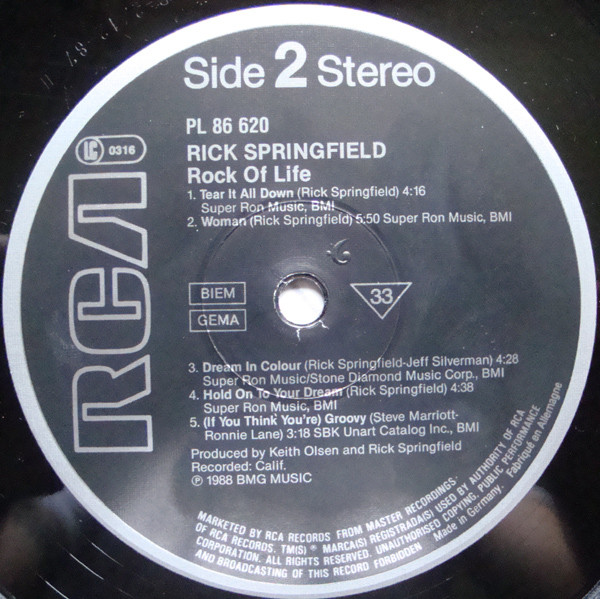 Side 2 Stereo
PL 86 620
LC 0316
RICK SPRINGFIELD
Rock Of Life
1. Tear It All Down (Rick Springfield) 4:16
Super Ron Music, BMI
2. Woman (Rick Springfield) 5:50 Super Ron Music, BMI
RCA
BIEM
GEMA
33
3. Dream In Colour (Rick Springfield-Jeff Silverman) 4:28
Super Ron Music/Stone Diamond Music Corp., BMI
4. Hold On To Your Dream (Rick Springfield) 4:38
Super Ron Music, BMI
5. (If You Think You're) Groovy (Steve Marriott-
Ronnie Lane) 3:18 SBK Unart Catalog Inc., BMI
Produced by Keith Olsen and Rick Springfield
Recorded: Calif.
℗ 1988 BMG MUSIC
MARKETED BY RCA RECORDS FROM MASTER RECORDINGS.
OF RCA RECORDS. TM(S) ® MARCA(S) REGISTRADA(S) USED BY AUTHORITY OF RCA
CORPORATION. ALL RIGHTS RESERVED. UNAUTHORISED COPYING, PUBLIC PERFORMANCE
AND BROADCASTING OF THIS RECORD FORBIDDEN
Made in Germany. Fabriqué en Allemagne